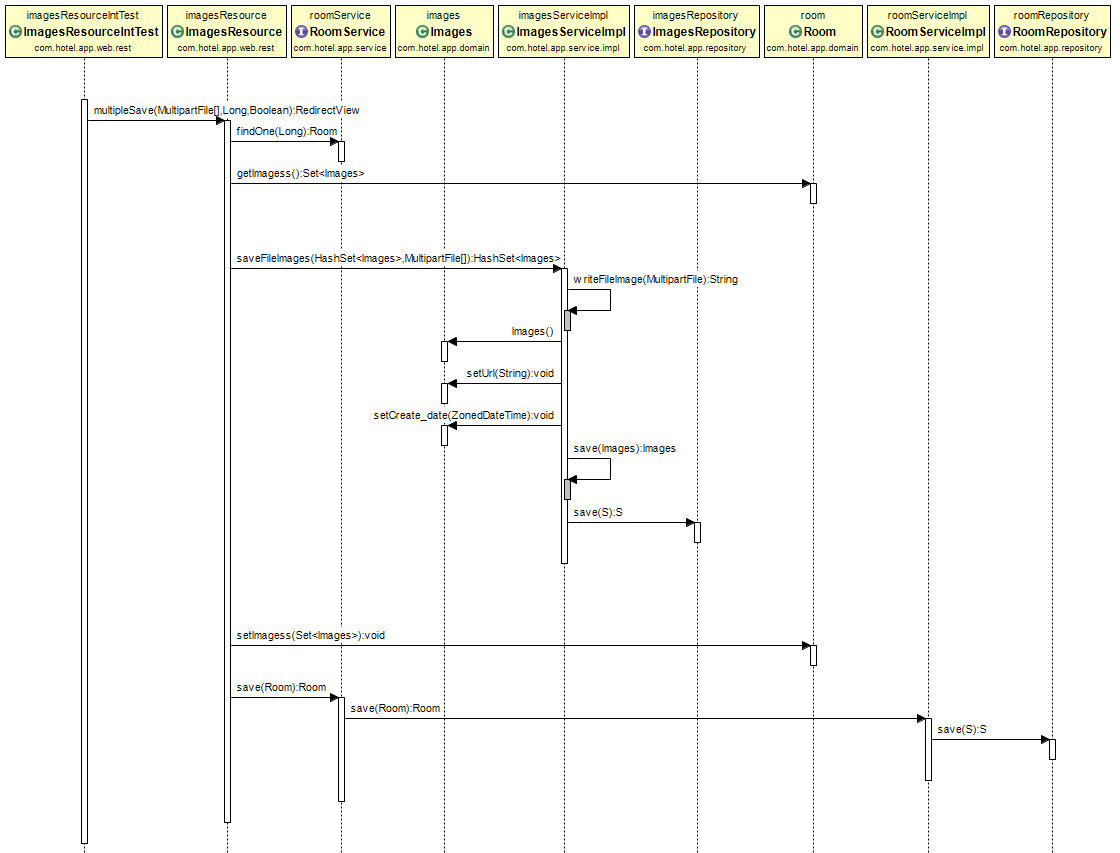 imagesResourceIntTest
C ImagesResourceIntTest
com.hotel.app.web.rest
imagesResource
C ImagesResource
com.hotel.app.web.rest
roomService
I RoomService
com.hotel.app.service
images
C Images
com.hotel.app.domain
imagesServiceImpl
C ImagesServiceImpl
com.hotel.app.service.impl
imagesRepository
I ImagesRepository
com.hotel.app.repository
room
C Room
com.hotel.app.domain
roomServiceImpl
C RoomServiceImpl
com.hotel.app.service.impl
roomRepository
I RoomRepository
com.hotel.app.repository
multipleSave(MultipartFile[],Long,Boolean):RedirectView
findOne(Long):Room
getImagess():Set<Images>
saveFileImages(HashSet<Images>,MultipartFile[]):HashSet<Images>
writeFileImage(MultipartFile):String
Images()
setUrl(String):void
setCreate_date(ZonedDateTime):void
save(Images):Images
save(S):S
setImagess(Set<Images>):void
save(Room):Room
save(Room):Room
save(S):S